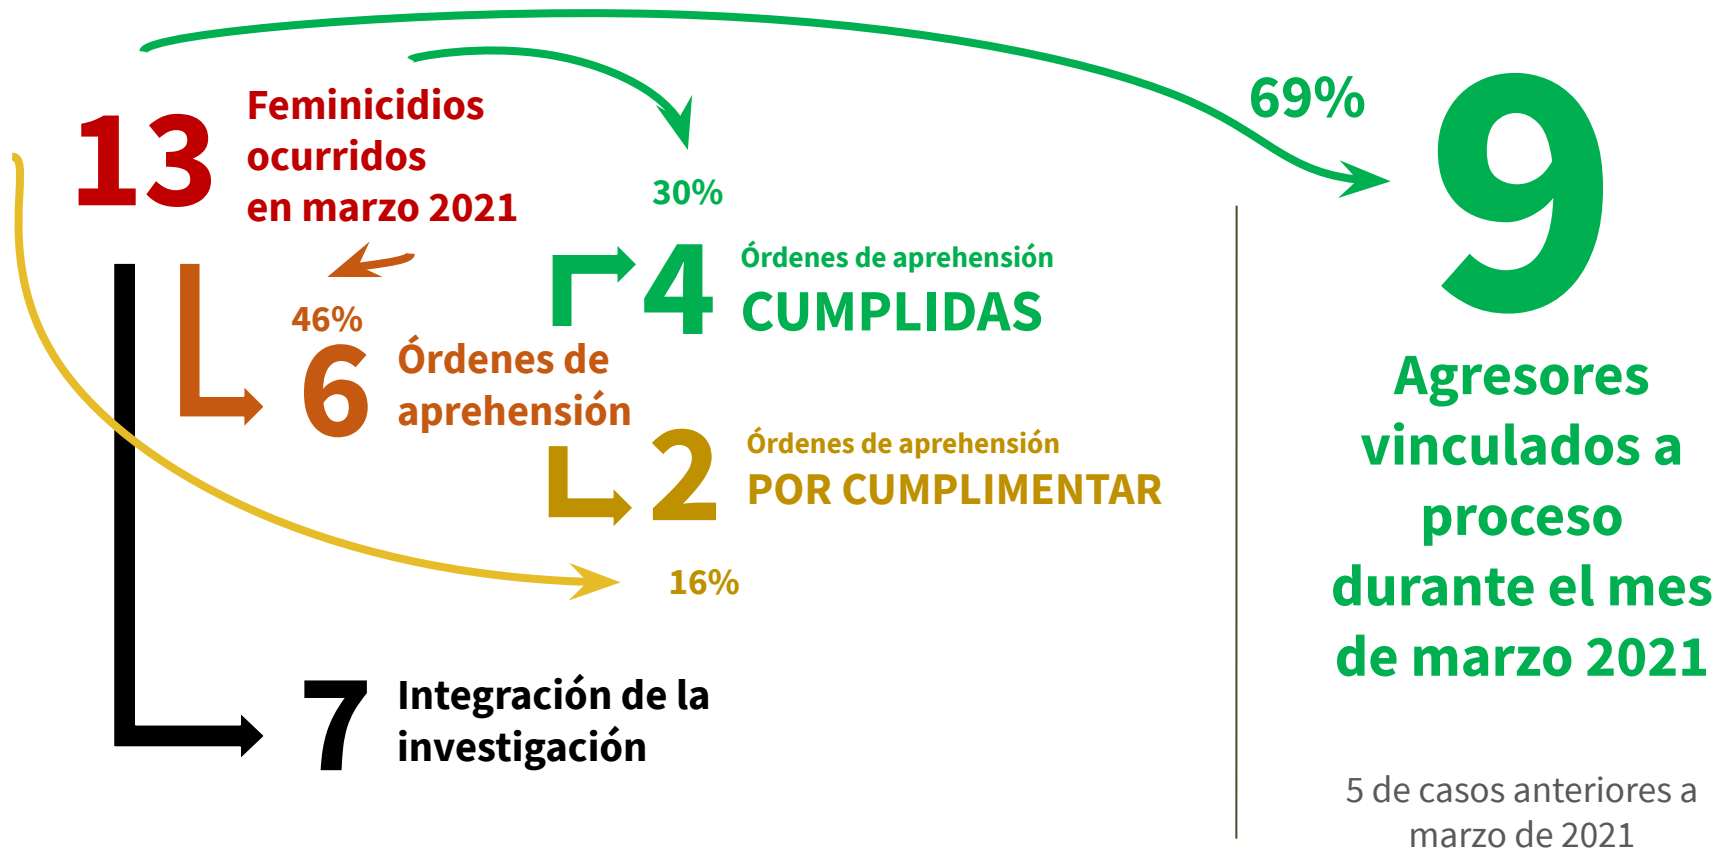 13
Feminicidios
ocurridos
en marzo 2021
46%
6
Órdenes de
aprehensión
30%
4
Órdenes de aprehensión
CUMPLIDAS
2
Órdenes de aprehensión
POR CUMPLIMENTAR
16%
7
Integración de la
investigación
69%
9
Agresores
vinculados a
proceso
durante el mes
de marzo 2021
5 de casos anteriores a
marzo de 2021